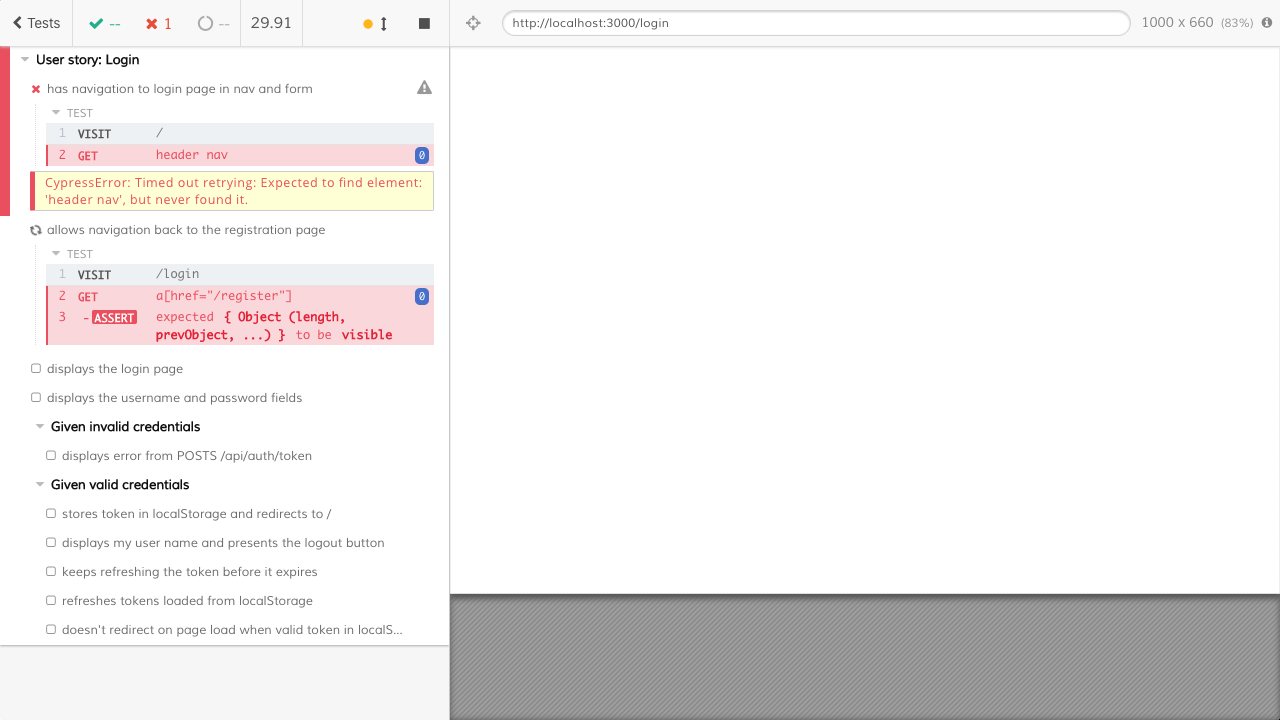 Tests -- 1 -- 29.91 http://localhost:3000/login 1000 x 660 (83%)
User story: Login
has navigation to login page in nav and form
TEST
1 VISIT /
2 GET header nav 0
CypressError: Timed out retrying: Expected to find element:
'header nav', but never found it.
allows navigation back to the registration page
TEST
1 VISIT /login
2 GET a[href="/register"] 0
3 - ASSERT expected { Object (length,
prevObject, ...) } to be visible
displays the login page
displays the username and password fields
Given invalid credentials
displays error from POSTS /api/auth/token
Given valid credentials
stores token in localStorage and redirects to /
displays my user name and presents the logout button
keeps refreshing the token before it expires
refreshes tokens loaded from localStorage
doesn't redirect on page load when valid token in localS...